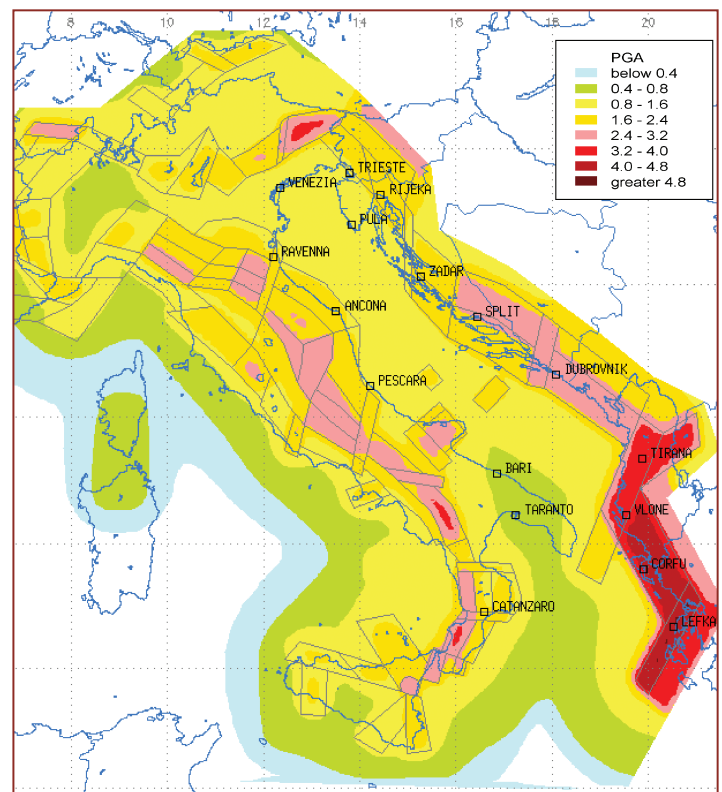 8 10 12 14 16 18 20
PGA
below 0.4
0.4 - 0.8
0.8 - 1.6
1.6 - 2.4
2.4 - 3.2
3.2 - 4.0
4.0 - 4.8
greater 4.8
TRIESTE
VENEZIA
RIJEKA
PULA
RAVENNA
ZADAR
ANCONA
SPLIT
DUBROVNIK
PESCARA
TIRANA
BARI
TARANTO
VLONE
CORFU
CATANZARO
LEFKA